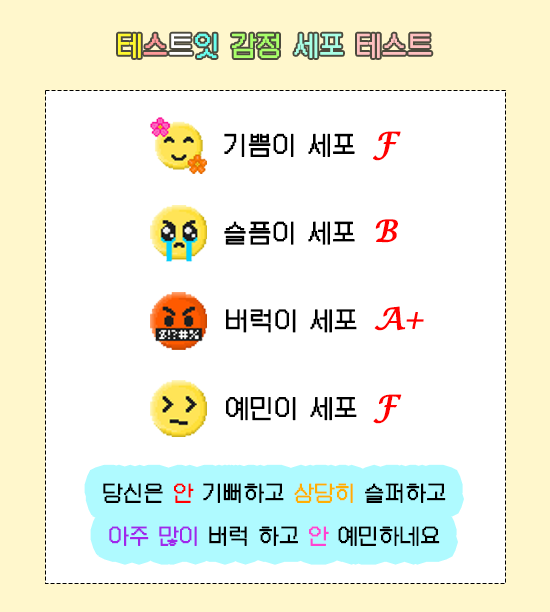 테스트잇 감정 세포 테스트
기쁨이 세포 F
슬픔이 세포 B
버럭이 세포 A+
$!?#%
예민이 세포 F
당신은 안 기뻐하고 상당히 슬퍼하고
아주 많이 버럭 하고 안 예민하네요